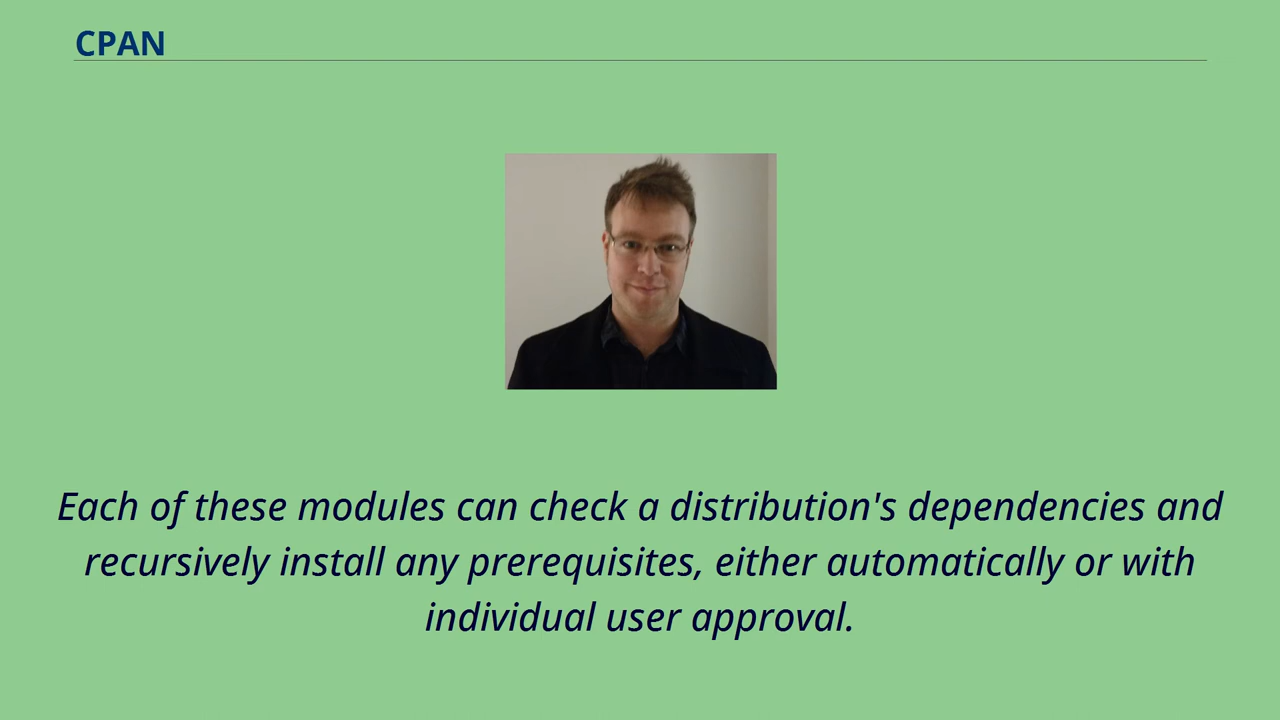 CPAN
Each of these modules can check a distribution's dependencies and
recursively install any prerequisites, either automatically or with
individual user approval.